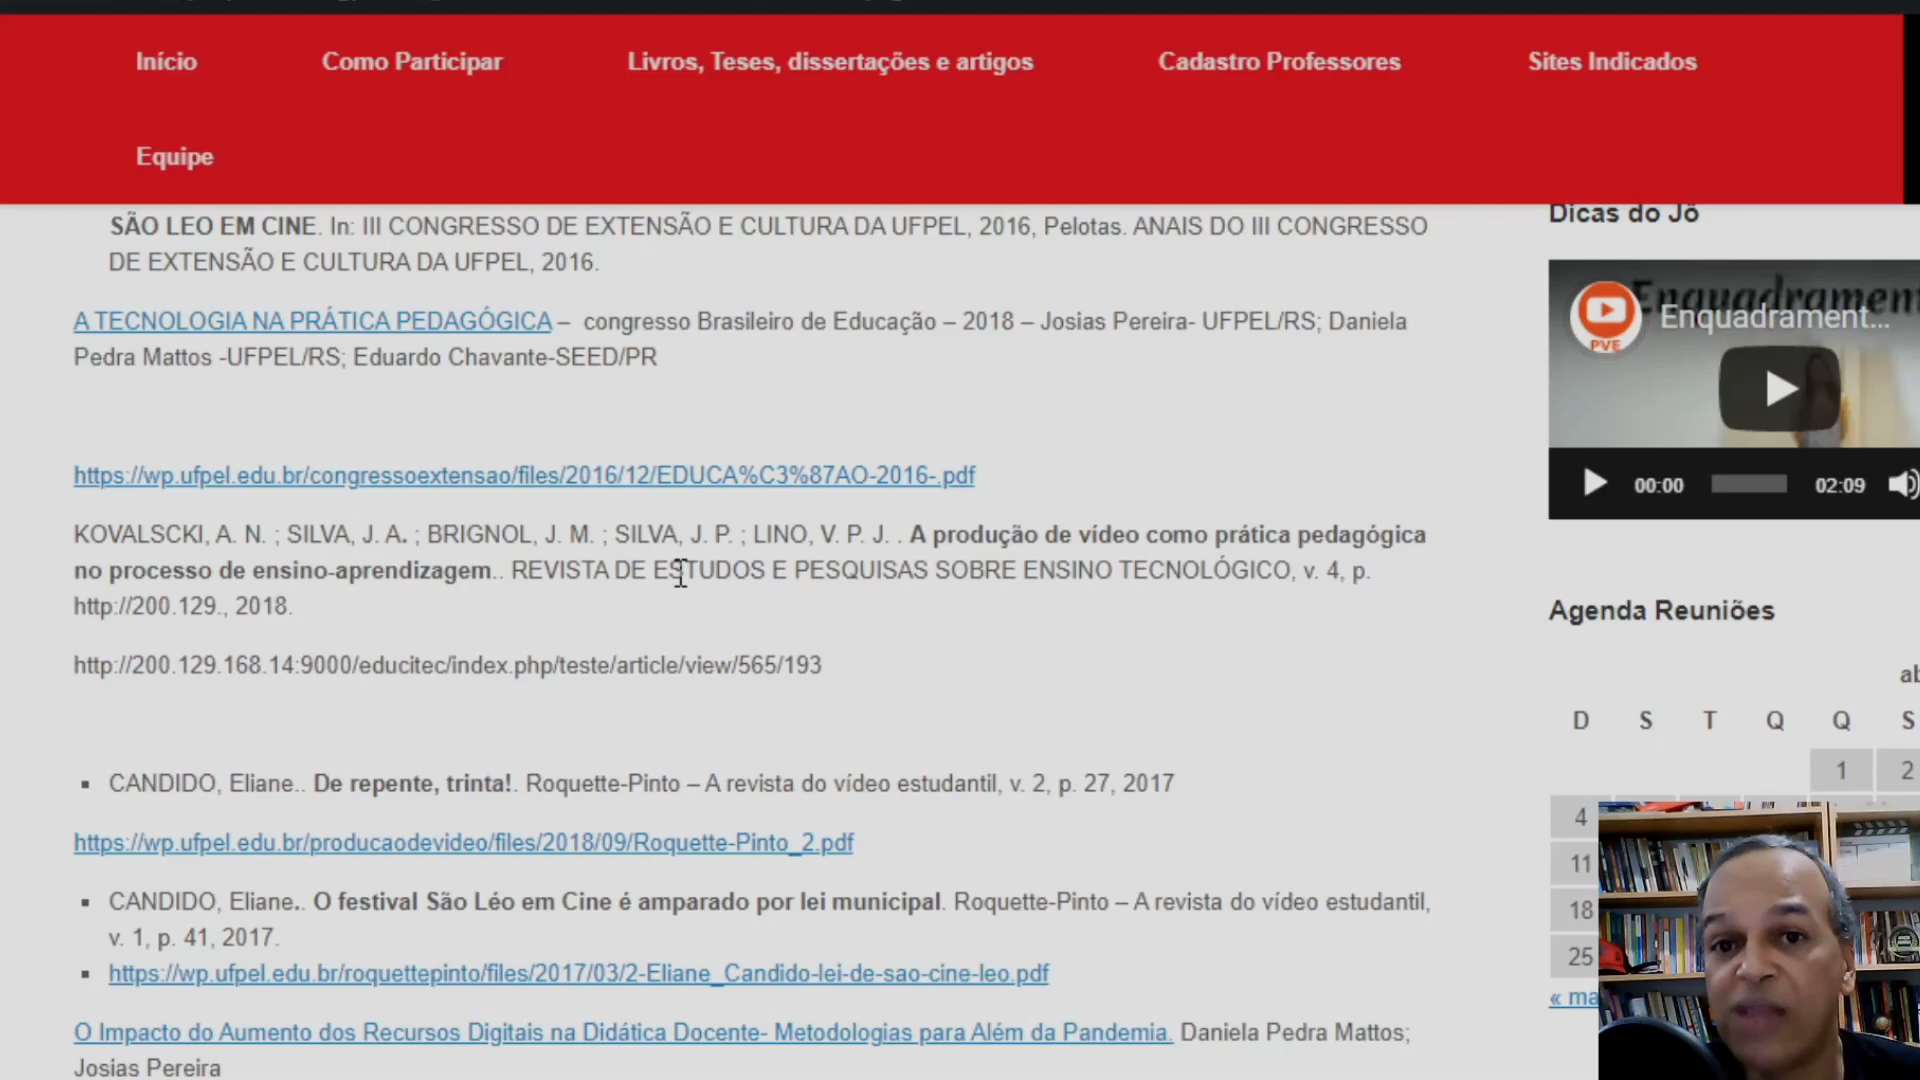 Início
Como Participar
Livros, Teses, dissertações e artigos
Cadastro Professores
Sites Indicados
Equipe
SÃO LEO EM CINE. In: III CONGRESSO DE EXTENSÃO E CULTURA DA UFPEL, 2016, Pelotas. ANAIS DO III CONGRESSO
DE EXTENSÃO E CULTURA DA UFPEL, 2016.
A TECNOLOGIA NA PRÁTICA PEDAGÓGICA – congresso Brasileiro de Educação – 2018 – Josias Pereira- UFPEL/RS; Daniela
Pedra Mattos -UFPEL/RS; Eduardo Chavante-SEED/PR
https://wp.ufpel.edu.br/congressoextensao/files/2016/12/EDUCA%C3%87AO-2016-.pdf
KOVALSCKI, A. N. ; SILVA, J. A. ; BRIGNOL, J. M. ; SILVA, J. P. ; LINO, V. P. J. . A produção de vídeo como prática pedagógica
no processo de ensino-aprendizagem.. REVISTA DE ESTUDOS E PESQUISAS SOBRE ENSINO TECNOLÓGICO, v. 4, p.
http://200.129., 2018.
http://200.129.168.14:9000/educitec/index.php/teste/article/view/565/193
▪ CANDIDO, Eliane.. De repente, trinta!. Roquette-Pinto – A revista do vídeo estudantil, v. 2, p. 27, 2017
https://wp.ufpel.edu.br/producaodevideo/files/2018/09/Roquette-Pinto_2.pdf
▪ CANDIDO, Eliane.. O festival São Léo em Cine é amparado por lei municipal. Roquette-Pinto – A revista do vídeo estudantil,
v. 1, p. 41, 2017.
▪ https://wp.ufpel.edu.br/roquettepinto/files/2017/03/2-Eliane_Candido-lei-de-sao-cine-leo.pdf
O Impacto do Aumento dos Recursos Digitais na Didática Docente- Metodologias para Além da Pandemia. Daniela Pedra Mattos;
Josias Pereira
Dicas do Jô
Enquadrament
Enquadrament...
PVE
00:00 02:09
Agenda Reuniões
ab
D S T Q Q S
1 2
4
11
18
25
« ma